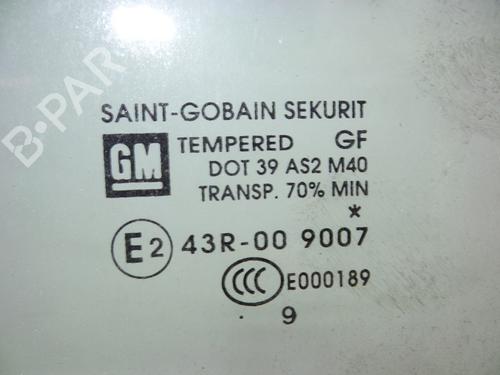 SAINT-GOBAIN SEKURIT
GM
TEMPERED GF
DOT 39 AS2 M40
TRANSP. 70% MIN
*
E2 43R-00 9007
CCC E000189
. 9
B-PAR